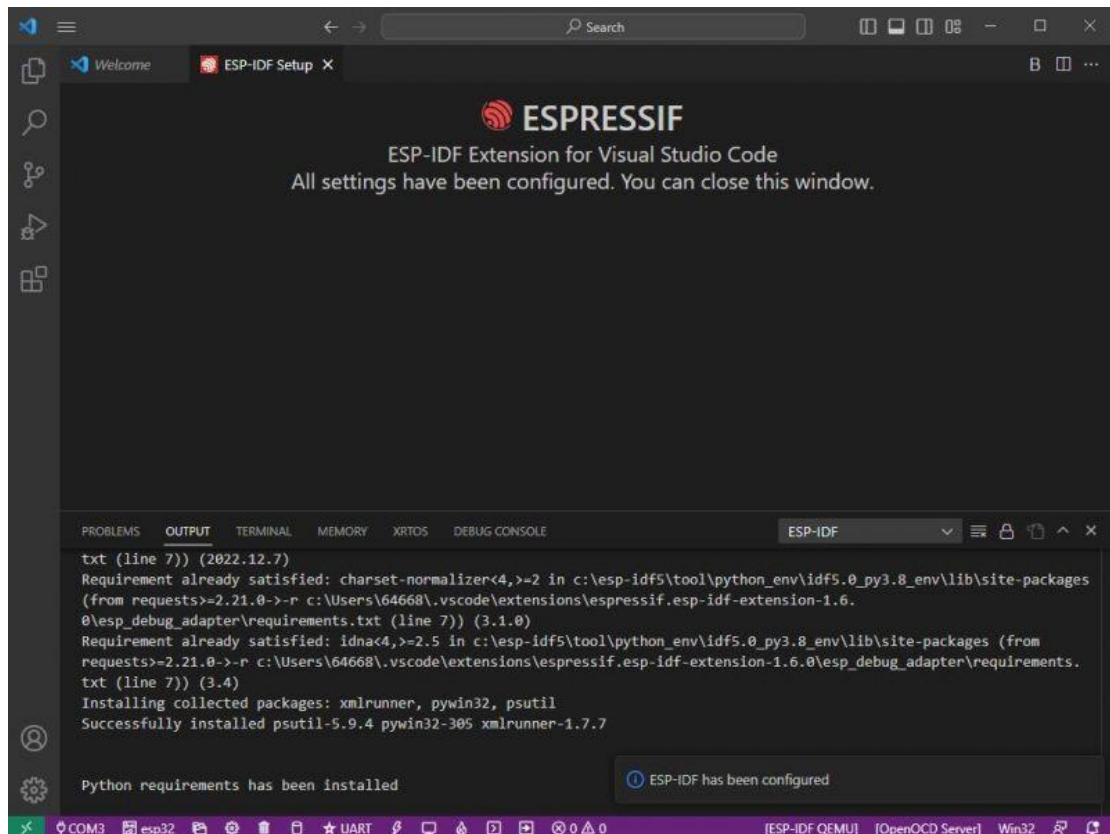 Search
Welcome
ESP-IDF Setup
B
ESPRESSIF
ESP-IDF Extension for Visual Studio Code
All settings have been configured. You can close this window.
PROBLEMS OUTPUT TERMINAL MEMORY XRTOS DEBUG CONSOLE ESP-IDF
txt (line 7)) (2022.12.7)
Requirement already satisfied: charset-normalizer<4,>=2 in c:\esp-idf5\tool\python_env\idf5.0_py3.8_env\lib\site-packages
(from requests>=2.21.0->-r c:\Users\64668\.vscode\extensions\espressif.esp-idf-extension-1.6.
0\esp_debug_adapter\requirements.txt (line 7)) (3.1.0)
Requirement already satisfied: idna<4,>=2.5 in c:\esp-idf5\tool\python_env\idf5.0_py3.8_env\lib\site-packages (from
requests>=2.21.0->-r c:\Users\64668\.vscode\extensions\espressif.esp-idf-extension-1.6.0\esp_debug_adapter\requirements.
txt (line 7)) (3.4)
Installing collected packages: xmlrunner, pywin32, psutil
Successfully installed psutil-5.9.4 pywin32-305 xmlrunner-1.7.7
Python requirements has been installed
ESP-IDF has been configured
COM3 esp32 UART 0 0 [ESP-IDF QEMU] [OpenOCD Server] Win32